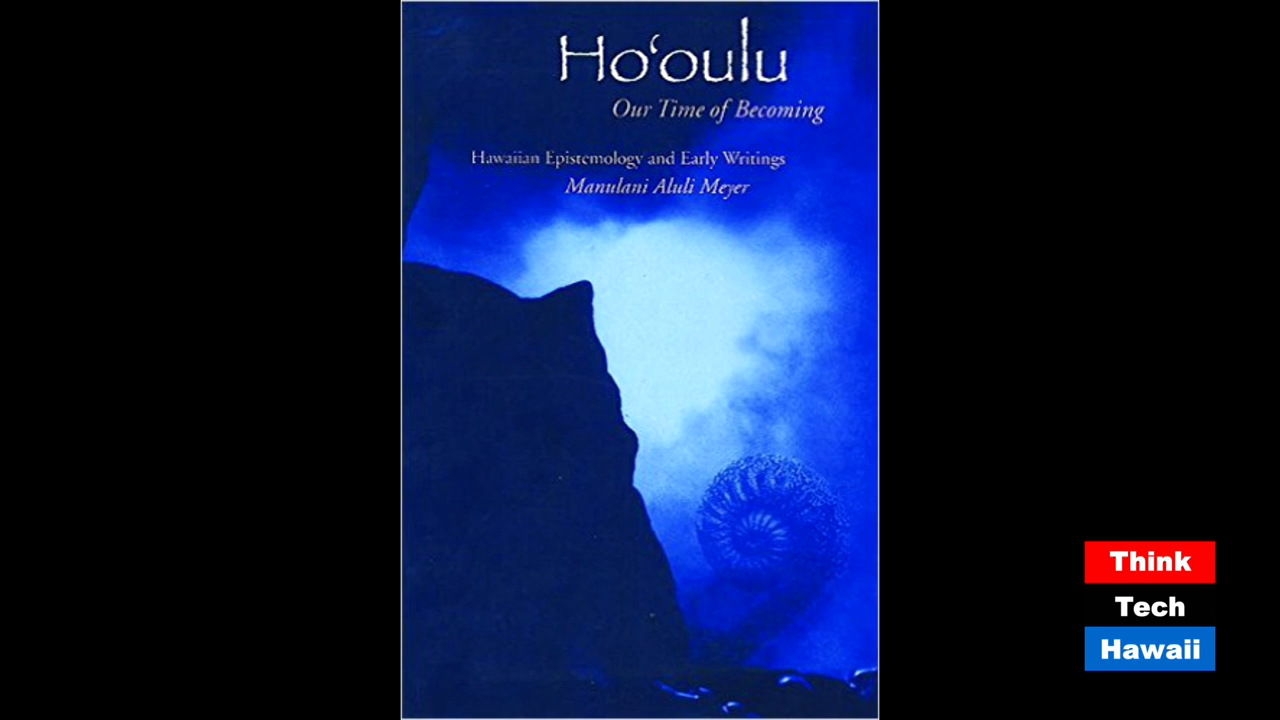 Hoʻoulu
Our Time of Becoming
Hawaiian Epistemology and Early Writings
Manulani Aluli Meyer
Think
Tech
Hawaii